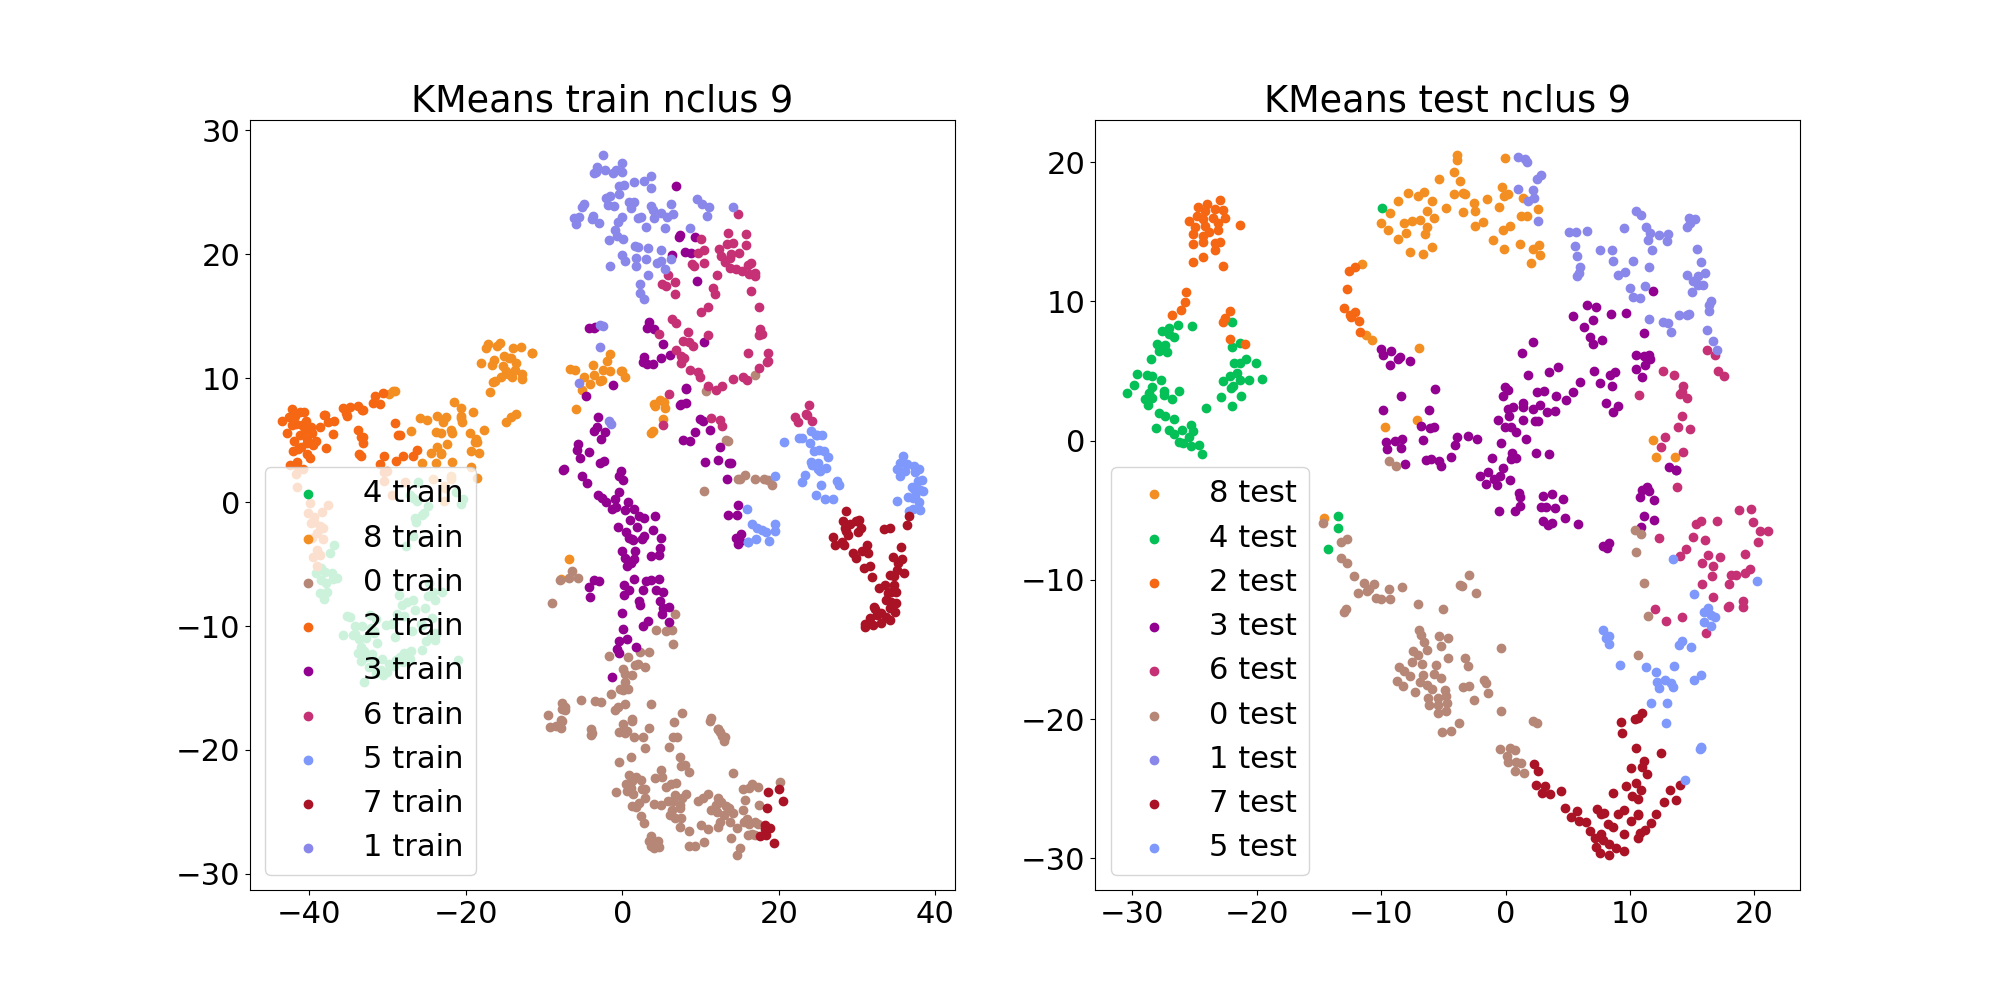 KMeans train nclus 9
30
20
10
0
−10
−20
−30
−40
−20
0
20
40
4 train
8 train
0 train
2 train
3 train
6 train
5 train
7 train
1 train
KMeans test nclus 9
20
10
0
−10
−20
−30
−30
−20
−10
0
10
20
8 test
4 test
2 test
3 test
6 test
0 test
1 test
7 test
5 test